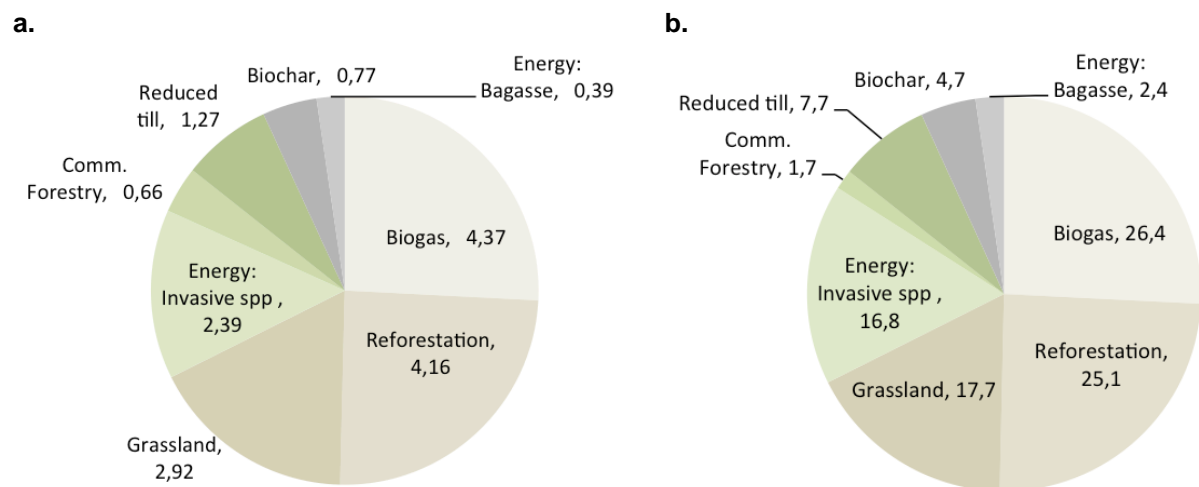 a.
Biochar, 0,77
Energy:
Bagasse, 0,39
Reduced
till, 1,27
Comm.
Forestry, 0,66
Biogas, 4,37
Energy:
Invasive spp ,
2,39
Reforestation,
4,16
Grassland,
2,92
b.
Biochar, 4,7
Energy:
Bagasse, 2,4
Reduced till, 7,7
Comm.
Forestry, 1,7
Biogas, 26,4
Energy:
Invasive spp ,
16,8
Reforestation,
25,1
Grassland, 17,7